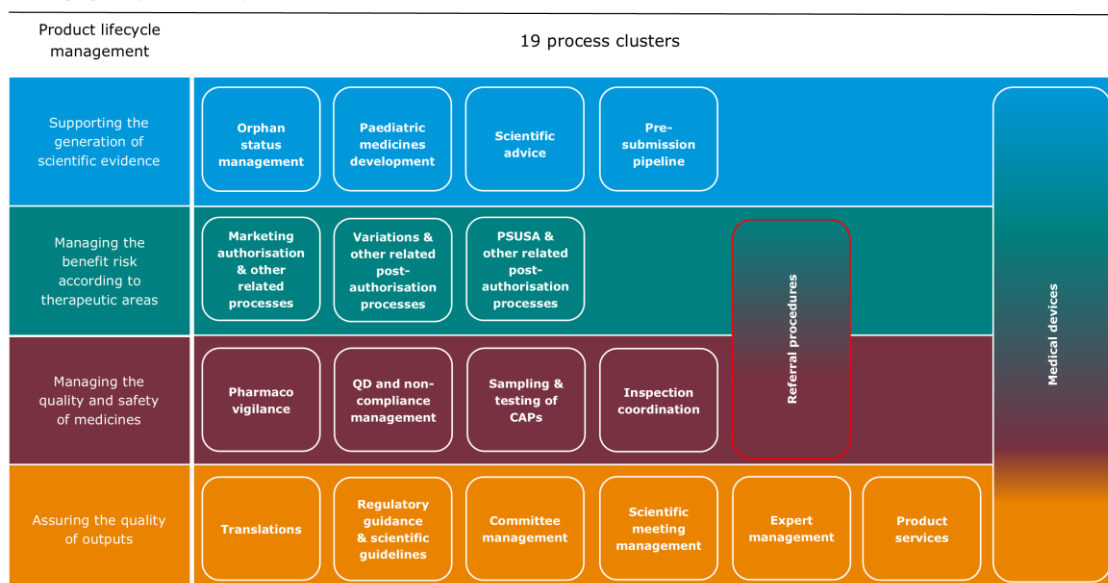 Product lifecycle
management
19 process clusters
Supporting the
generation of
scientific evidence
Orphan
status
management
Paediatric
medicines
development
Scientific
advice
Pre-
submission
pipeline
Managing the
benefit risk
according to
therapeutic areas
Marketing
authorisation
& other
related
processes
Variations &
other related
post-
authorisation
processes
PSUSA &
other related
post-
authorisation
processes
Referral procedures
Medical devices
Managing the
quality and safety
of medicines
Pharmaco
vigilance
QD and non-
compliance
management
Sampling &
testing of
CAPs
Inspection
coordination
Assuring the quality
of outputs
Translations
Regulatory
guidance
& scientific
guidelines
Committee
management
Scientific
meeting
management
Expert
management
Product
services